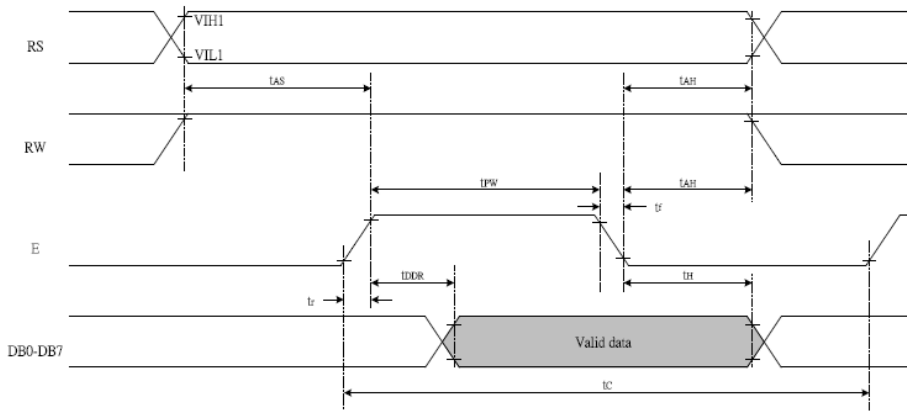 RS
VIH1
VIL1
tAS
tAH
RW
tPW
tAH
tf
E
tDDR
tH
tr
DB0-DB7
Valid data
tC